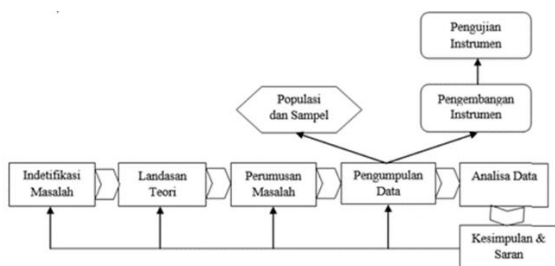 Pengujian
Instrumen
Populasi
dan Sampel
Pengembangan
Instrumen
Indetifikasi
Masalah
Landasan
Teori
Perumusan
Masalah
Pengumpulan
Data
Analisa Data
Kesimpulan &
Saran